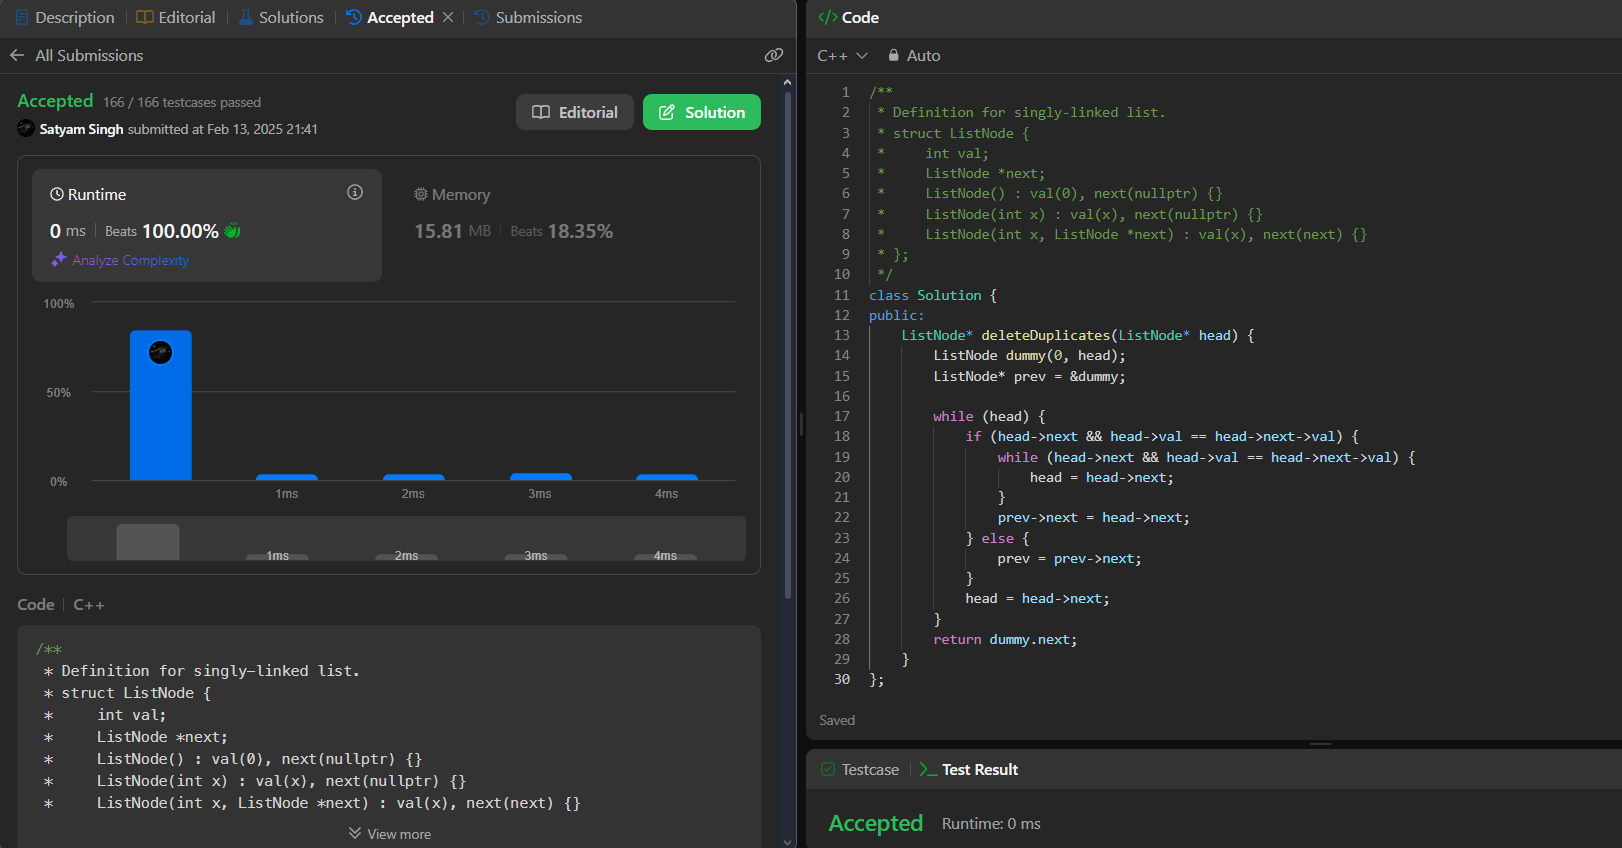 Description | Editorial | Solutions | Accepted | Submissions
All Submissions
Accepted 166 / 166 testcases passed
Satyam Singh submitted at Feb 13, 2025 21:41
Editorial
Solution
Runtime
0 ms | Beats 100.00%
Analyze Complexity
Memory
15.81 MB | Beats 18.35%
100%
50%
0%
1ms 2ms 3ms 4ms
1ms 2ms 3ms 4ms
Code | C++
/**
 * Definition for singly-linked list.
 * struct ListNode {
 *     int val;
 *     ListNode *next;
 *     ListNode() : val(0), next(nullptr) {}
 *     ListNode(int x) : val(x), next(nullptr) {}
 *     ListNode(int x, ListNode *next) : val(x), next(next) {}
View more
</> Code
C++ Auto
1 /**
2  * Definition for singly-linked list.
3  * struct ListNode {
4  *     int val;
5  *     ListNode *next;
6  *     ListNode() : val(0), next(nullptr) {}
7  *     ListNode(int x) : val(x), next(nullptr) {}
8  *     ListNode(int x, ListNode *next) : val(x), next(next) {}
9  * };
10  */
11 class Solution {
12 public:
13     ListNode* deleteDuplicates(ListNode* head) {
14         ListNode dummy(0, head);
15         ListNode* prev = &dummy;
16
17         while (head) {
18             if (head->next && head->val == head->next->val) {
19                 while (head->next && head->val == head->next->val) {
20                     head = head->next;
21                 }
22                 prev->next = head->next;
23             } else {
24                 prev = prev->next;
25             }
26             head = head->next;
27         }
28         return dummy.next;
29     }
30 };
Saved
Testcase | Test Result
Accepted Runtime: 0 ms